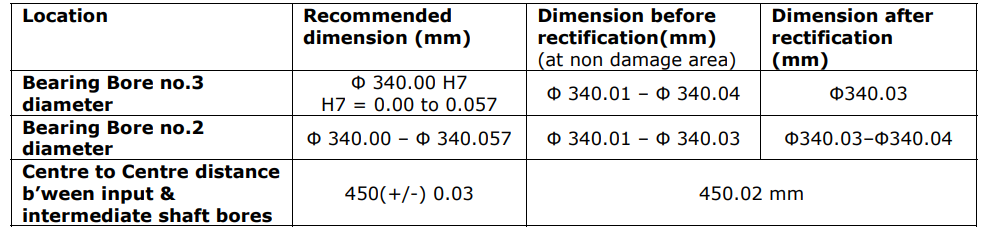 Location
Recommended
dimension (mm)
Dimension before
rectification(mm)
(at non damage area)
Dimension after
rectification
(mm)
Bearing Bore no.3
diameter
Φ 340.00 H7
H7 = 0.00 to 0.057
Φ 340.01 – Φ 340.04
Φ340.03
Bearing Bore no.2
diameter
Φ 340.00 – Φ 340.057
Φ 340.01 – Φ 340.03
Φ340.03–Φ340.04
Centre to Centre distance
b'ween input &
intermediate shaft bores
450(+/-) 0.03
450.02 mm